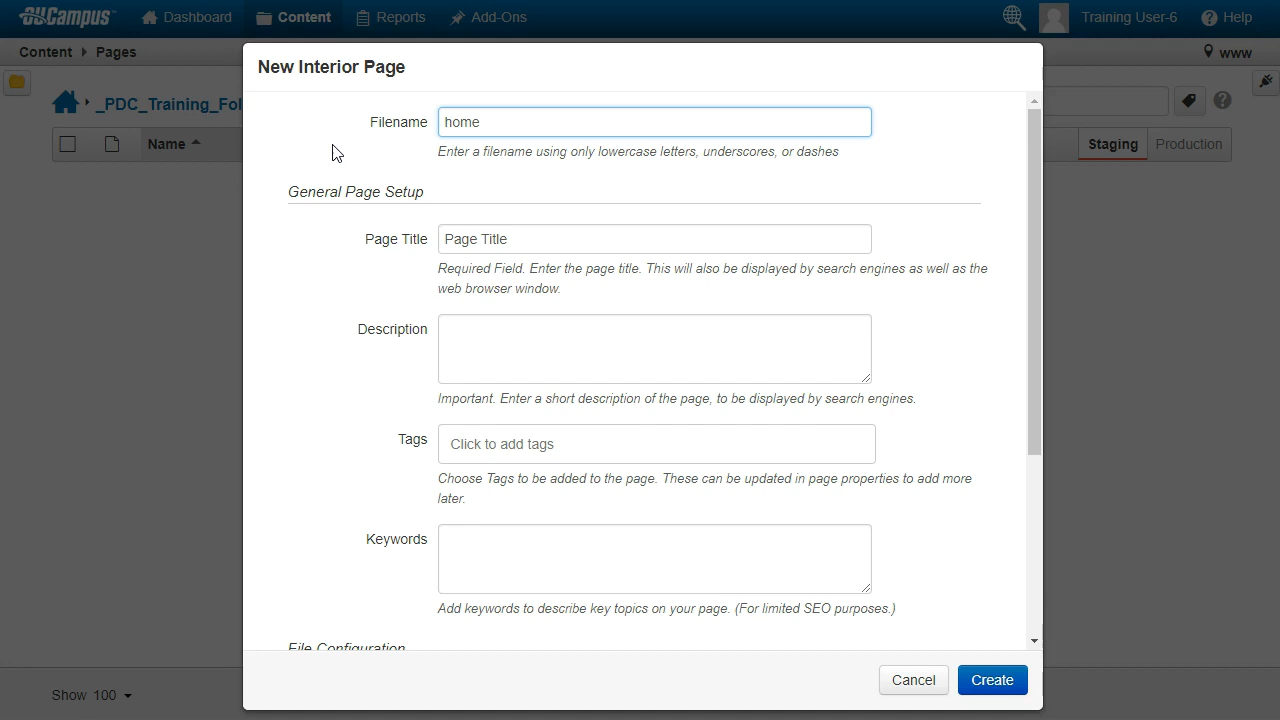 OUCampus™ Dashboard Content Reports Add-Ons Training User-6 Help
Content Pages www
New Interior Page
_PDC_Training_Fol
Name
Staging Production
Filename home
Enter a filename using only lowercase letters, underscores, or dashes
General Page Setup
Page Title Page Title
Required Field. Enter the page title. This will also be displayed by search engines as well as the
web browser window.
Description
Important. Enter a short description of the page, to be displayed by search engines.
Tags Click to add tags
Choose Tags to be added to the page. These can be updated in page properties to add more
later.
Keywords
Add keywords to describe key topics on your page. (For limited SEO purposes.)
File Configuration
Cancel Create
Show 100